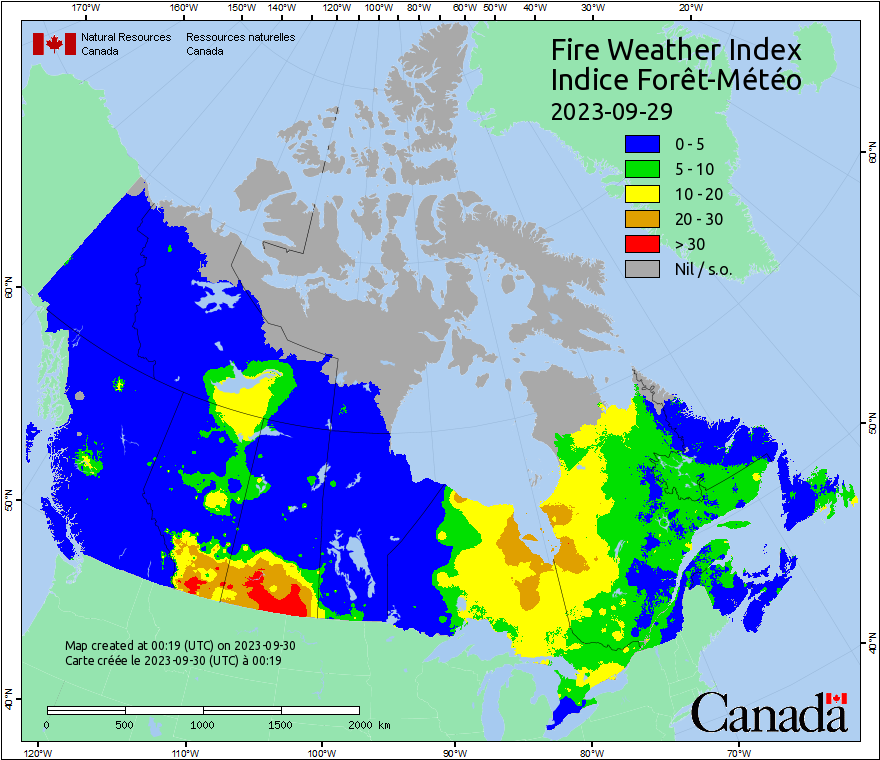 170°W 160°W 150°W 140°W 130°W 120°W 110°W 100°W 90°W 80°W 60°W 50°W 40°W 30°W 20°W
Natural Resources Ressources naturelles
Canada Canada
Fire Weather Index
Indice Forêt-Météo
2023-09-29
0 - 5
5 - 10
10 - 20
20 - 30
> 30
Nil / s.o.
60°N
60°N
50°N
50°N
40°N
40°N
Map created at 00:19 (UTC) on 2023-09-30
Carte créée le 2023-09-30 (UTC) à 00:19
0 500 1000 1500 2000 km
Canada
120°W 110°W 100°W 90°W 80°W 70°W